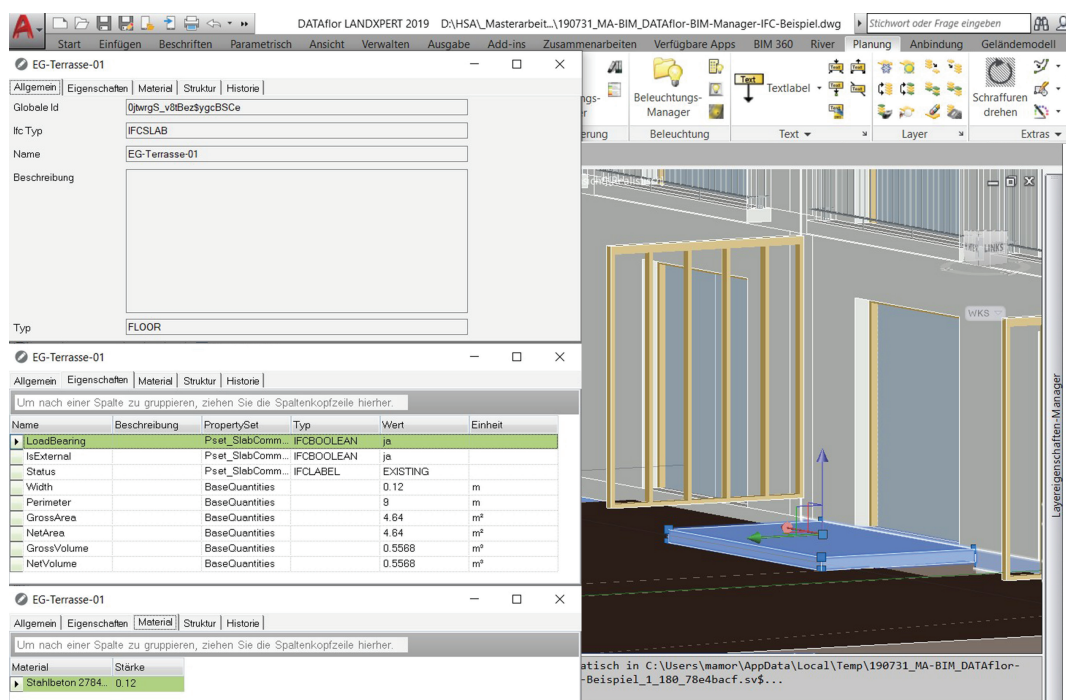 DATAflor LANDXPERT 2019 D:\HSA\_Masterarbeit...\190731_MA-BIM_DATAflor-BIM-Manager-IFC-Beispiel.dwg
Stichwort oder Frage eingeben
Start Einfügen Beschriften Parametrisch Ansicht Verwalten Ausgabe Add-ins Zusammenarbeiten Verfügbare Apps BIM 360 River Planung Anbindung Geländemodell
Beleuchtungs-
Manager
Textlabel
Schraffuren
drehen
Beleuchtung Text Layer Extras
EG-Terrasse-01
Allgemein Eigenschaften Material Struktur Historie
Globale Id 0jtwrgS_v8tBez$ygcBSCe
Ifc Typ IFCSLAB
Name EG-Terrasse-01
Beschreibung
Typ FLOOR
EG-Terrasse-01
Allgemein Eigenschaften Material Struktur Historie
Um nach einer Spalte zu gruppieren, ziehen Sie die Spaltenkopfzeile hierher.
Name Beschreibung PropertySet Typ Wert Einheit
LoadBearing Pset_SlabComm... IFCBOOLEAN ja
IsExternal Pset_SlabComm... IFCBOOLEAN ja
Status Pset_SlabComm... IFCLABEL EXISTING
Width BaseQuantities 0.12 m
Perimeter BaseQuantities 9 m
GrossArea BaseQuantities 4.64 m²
NetArea BaseQuantities 4.64 m²
GrossVolume BaseQuantities 0.5568 m³
NetVolume BaseQuantities 0.5568 m³
EG-Terrasse-01
Allgemein Eigenschaften Material Struktur Historie
Um nach einer Spalte zu gruppieren, ziehen Sie die Spaltenkopfzeile hierher.
Material Stärke
Stahlbeton 2784... 0.12
LINKS
WKS
Layereigenschaften-Manager
atisch in C:\Users\mamor\AppData\Local\Temp\190731_MA-BIM_DATAflor-
-Beispiel_1_180_78e4bacf.sv$...